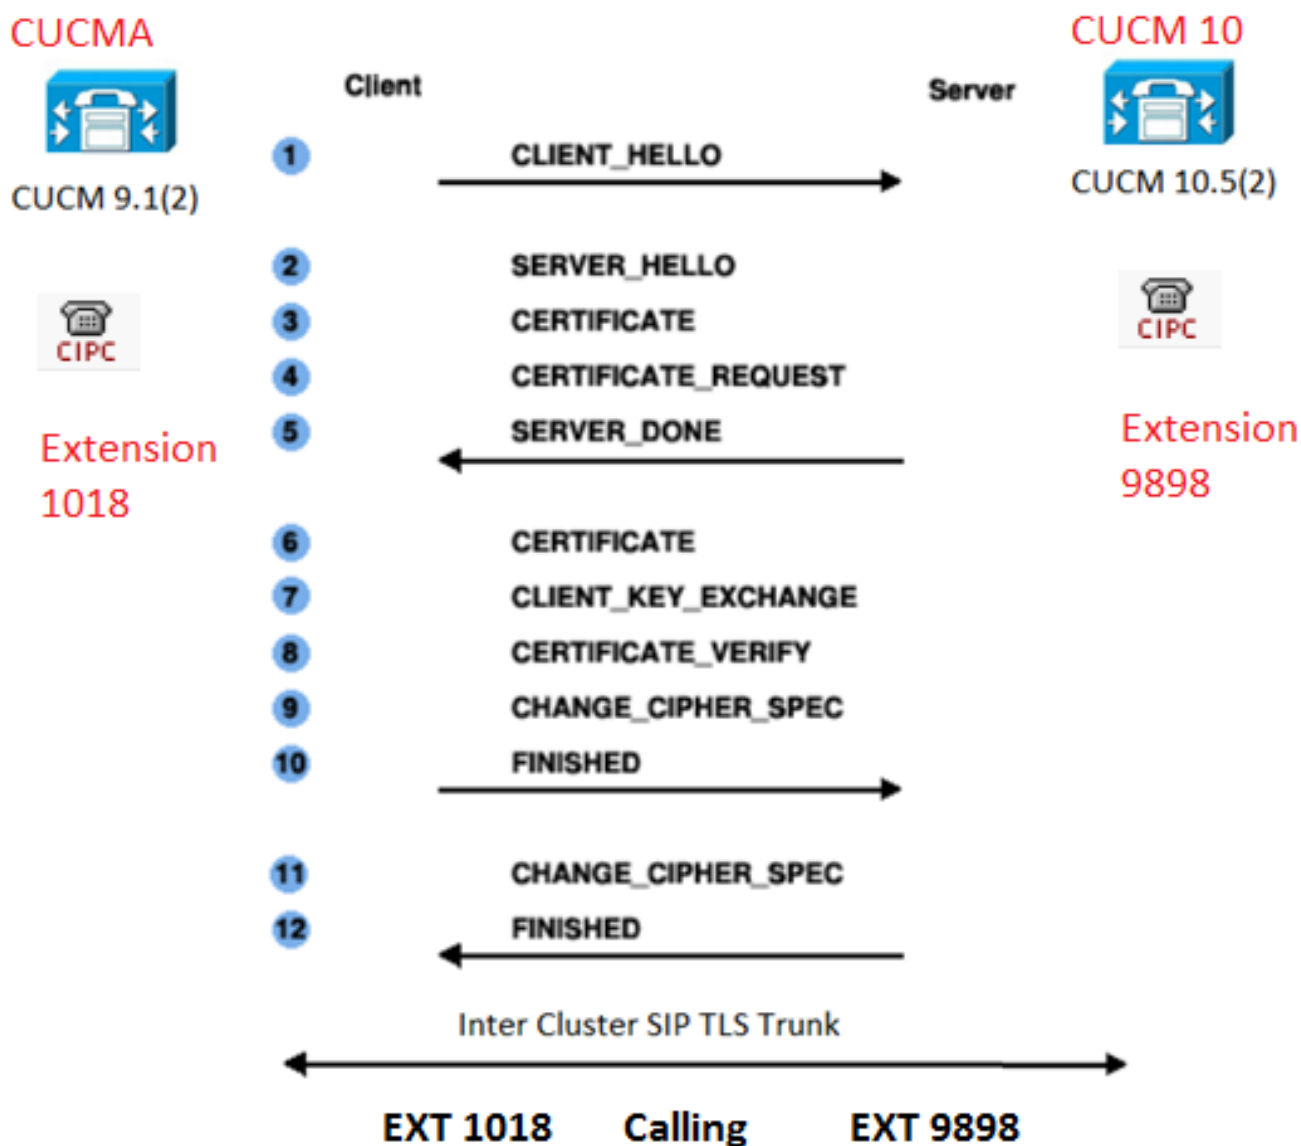 CUCMA
CUCM 10
Client
Server
CUCM 9.1(2)
CUCM 10.5(2)
1 CLIENT_HELLO
2 SERVER_HELLO
3 CERTIFICATE
4 CERTIFICATE_REQUEST
5 SERVER_DONE
CIPC
CIPC
Extension
1018
Extension
9898
6 CERTIFICATE
7 CLIENT_KEY_EXCHANGE
8 CERTIFICATE_VERIFY
9 CHANGE_CIPHER_SPEC
10 FINISHED
11 CHANGE_CIPHER_SPEC
12 FINISHED
Inter Cluster SIP TLS Trunk
EXT 1018 Calling EXT 9898